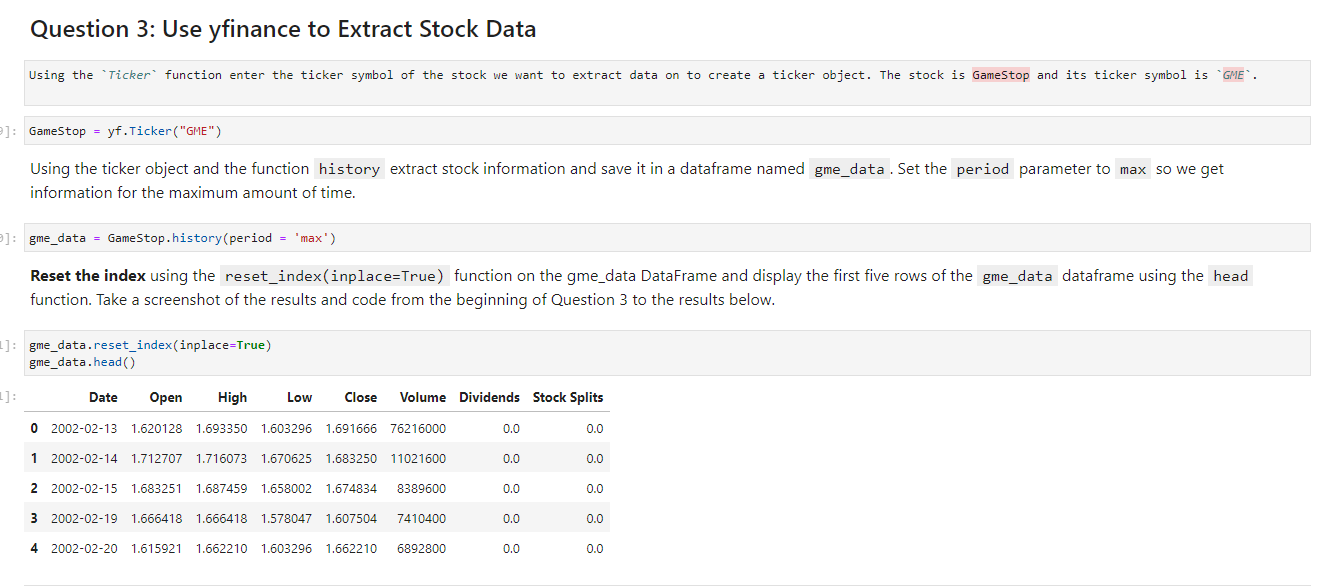 Question 3: Use yfinance to Extract Stock Data
Using the `Ticker` function enter the ticker symbol of the stock we want to extract data on to create a ticker object. The stock is GameStop and its ticker symbol is `GME`.
]: GameStop = yf.Ticker("GME")
Using the ticker object and the function history extract stock information and save it in a dataframe named gme_data. Set the period parameter to max so we get
information for the maximum amount of time.
]: gme_data = GameStop.history(period = 'max')
Reset the index using the reset_index(inplace=True) function on the gme_data DataFrame and display the first five rows of the gme_data dataframe using the head
function. Take a screenshot of the results and code from the beginning of Question 3 to the results below.
]: gme_data.reset_index(inplace=True)
gme_data.head()
]: Date Open High Low Close Volume Dividends Stock Splits
0 2002-02-13 1.620128 1.693350 1.603296 1.691666 76216000 0.0 0.0
1 2002-02-14 1.712707 1.716073 1.670625 1.683250 11021600 0.0 0.0
2 2002-02-15 1.683251 1.687459 1.658002 1.674834 8389600 0.0 0.0
3 2002-02-19 1.666418 1.666418 1.578047 1.607504 7410400 0.0 0.0
4 2002-02-20 1.615921 1.662210 1.603296 1.662210 6892800 0.0 0.0